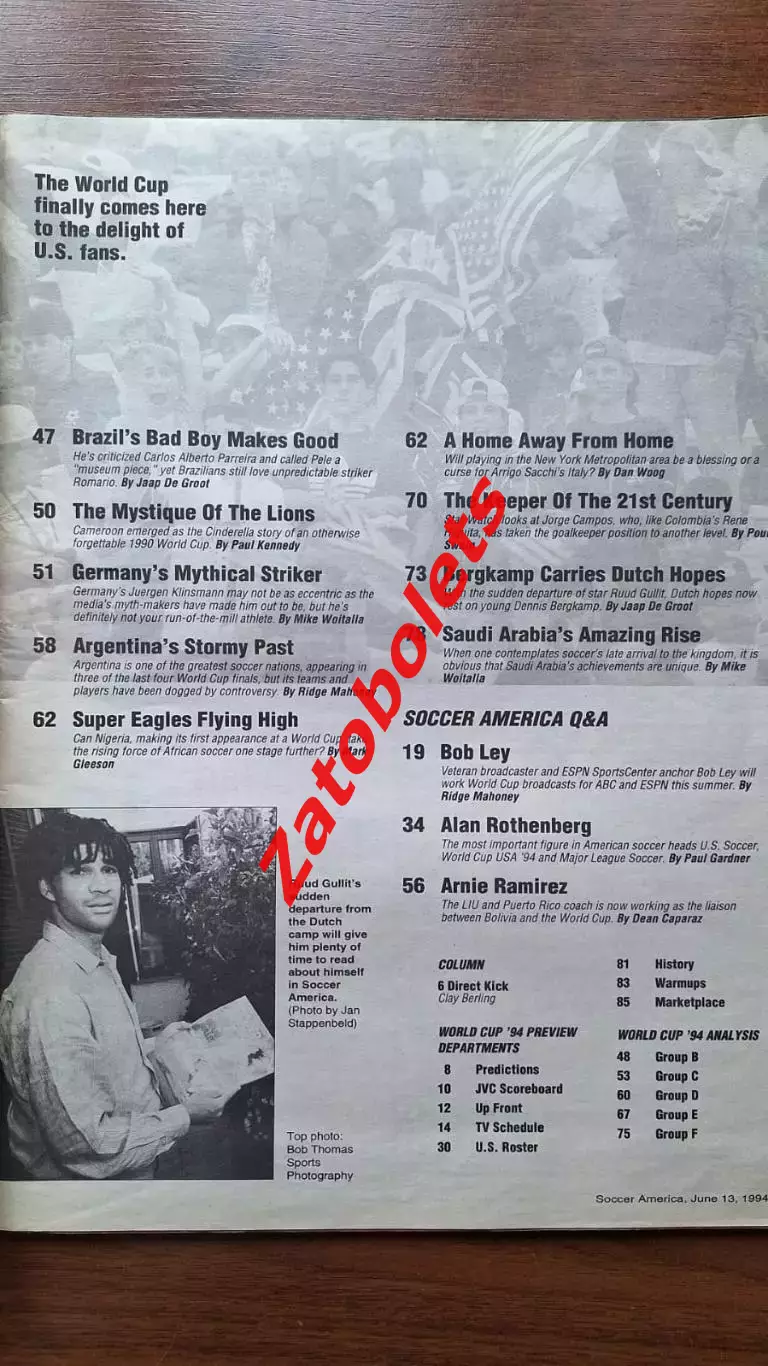 The World Cup
finally comes here
to the delight of
U.S. fans.
47 Brazil's Bad Boy Makes Good
He's criticized Carlos Alberto Parreira and called Pele a
"museum piece," yet Brazilians still love unpredictable striker
Romario. By Jaap De Groot
50 The Mystique Of The Lions
Cameroon emerged as the Cinderella story of an otherwise
forgettable 1990 World Cup. By Paul Kennedy
51 Germany's Mythical Striker
Germany's Juergen Klinsmann may not be as eccentric as the
media's myth-makers have made him out to be, but he's
definitely not your run-of-the-mill athlete. By Mike Woitalla
58 Argentina's Stormy Past
Argentina is one of the greatest soccer nations, appearing in
three of the last four World Cup finals, but its teams and
players have been dogged by controversy. By Ridge Mahoney
62 Super Eagles Flying High
Can Nigeria, making its first appearance at a World Cup, take
the rising force of African soccer one stage further? By Mark
Gleeson
62 A Home Away From Home
Will playing in the New York Metropolitan area be a blessing or a
curse for Arrigo Sacchi's Italy? By Dan Woog
70 The Keeper Of The 21st Century
looks at Jorge Campos, who, like Colombia's Rene
has taken the goalkeeper position to another level. By
73 Bergkamp Carries Dutch Hopes
the sudden departure of star Ruud Gullit, Dutch hopes now
rest on young Dennis Bergkamp. By Jaap De Groot
78 Saudi Arabia's Amazing Rise
When one contemplates soccer's late arrival to the kingdom, it is
obvious that Saudi Arabia's achievements are unique. By Mike
Woitalla
SOCCER AMERICA Q&A
19 Bob Ley
Veteran broadcaster and ESPN SportsCenter anchor Bob Ley will
work World Cup broadcasts for ABC and ESPN this summer. By
Ridge Mahoney
34 Alan Rothenberg
The most important figure in American soccer heads U.S. Soccer,
World Cup USA '94 and Major League Soccer. By Paul Gardner
56 Arnie Ramirez
The LIU and Puerto Rico coach is now working as the liaison
between Bolivia and the World Cup. By Dean Caparaz
Ruud Gullit's
sudden
departure from
the Dutch
camp will give
him plenty of
time to read
about himself
in Soccer
America.
(Photo by Jan
Stappenbeld)
Top photo:
Bob Thomas
Sports
Photography
COLUMN
6 Direct Kick
Clay Berling
WORLD CUP '94 PREVIEW
DEPARTMENTS
8 Predictions
10 JVC Scoreboard
12 Up Front
14 TV Schedule
30 U.S. Roster
81 History
83 Warmups
85 Marketplace
WORLD CUP '94 ANALYSIS
48 Group B
53 Group C
60 Group D
67 Group E
75 Group F
Soccer America, June 13, 1994
Zatobolets